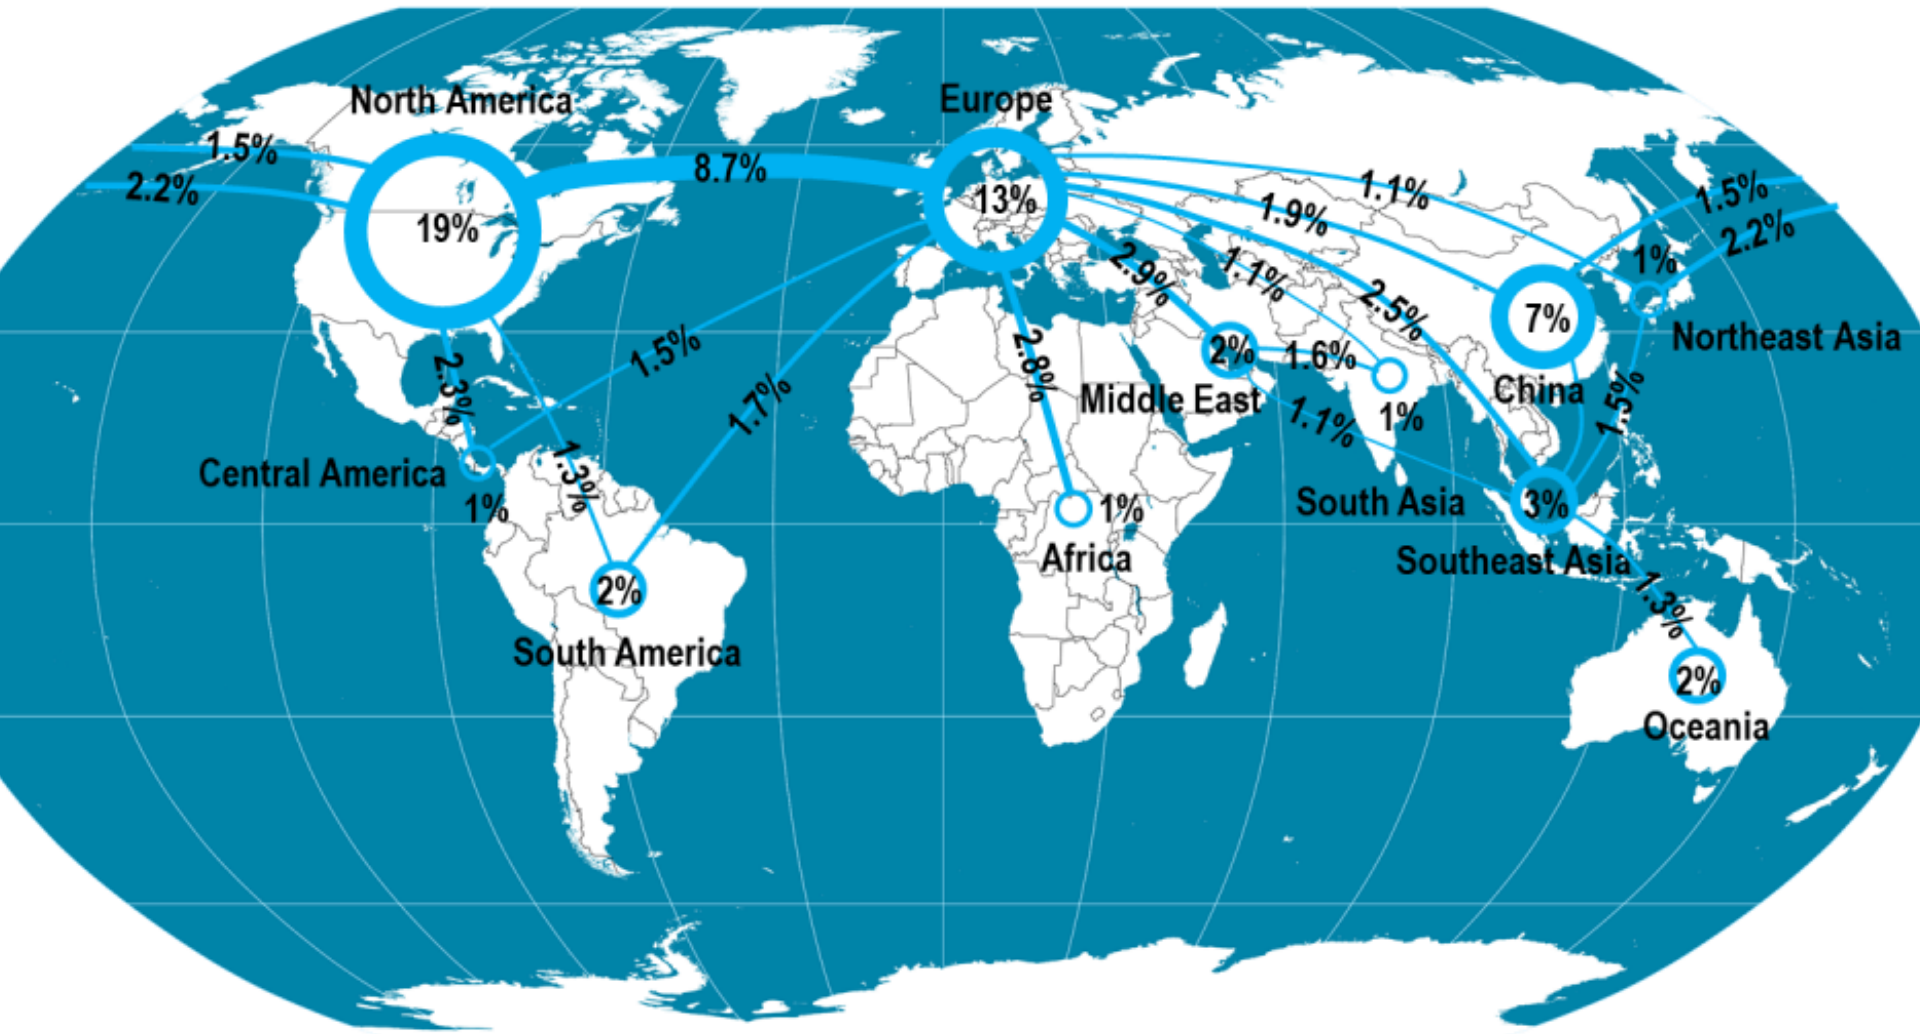 North America
Europe
1.5%
2.2%
8.7%
19%
13%
1.1%
1.9%
1.5%
2.2%
1%
2.9%
1.1%
2.5%
7%
Northeast Asia
2.3%
1.5%
2.8%
2%
1.6%
Middle East
China
1.7%
1.1%
1%
1.5%
Central America
1.3%
1%
1%
South Asia
3%
Africa
Southeast Asia
2%
1.3%
South America
2%
Oceania